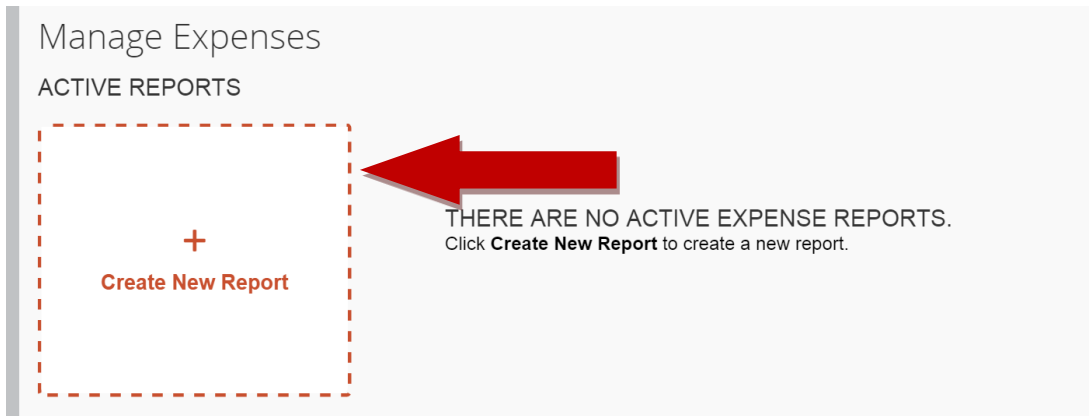 Manage Expenses
ACTIVE REPORTS
+
Create New Report
THERE ARE NO ACTIVE EXPENSE REPORTS.
Click Create New Report to create a new report.